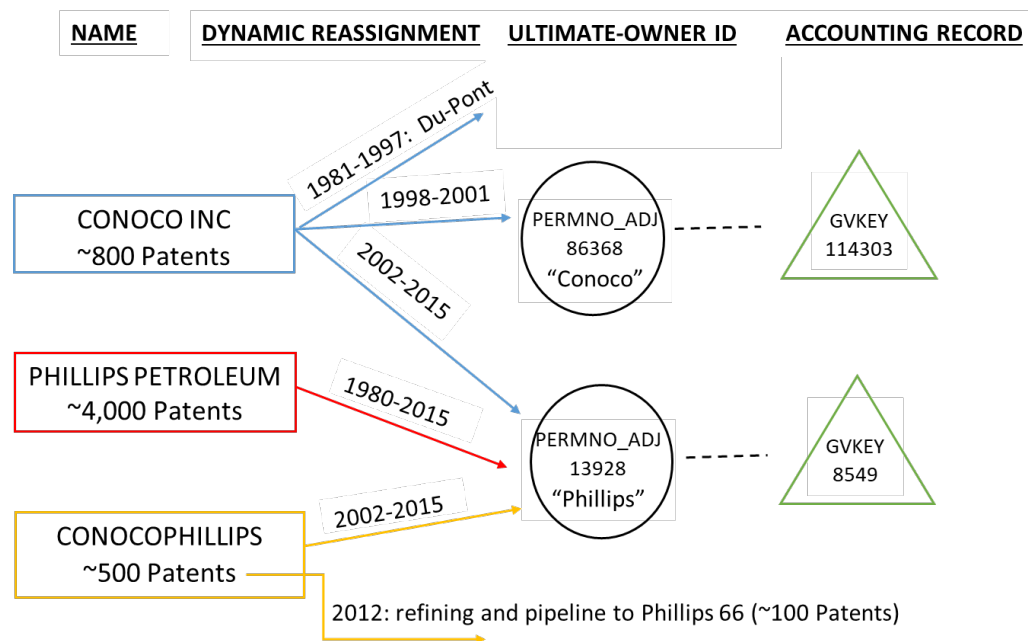 NAME
DYNAMIC REASSIGNMENT
ULTIMATE-OWNER ID
ACCOUNTING RECORD
1981-1997: Du-Pont
1998-2001
2002-2015
CONOCO INC
~800 Patents
PERMNO_ADJ
86368
“Conoco”
GVKEY
114303
PHILLIPS PETROLEUM
~4,000 Patents
1980-2015
PERMNO_ADJ
13928
“Phillips”
GVKEY
8549
CONOCOPHILLIPS
~500 Patents
2002-2015
2012: refining and pipeline to Phillips 66 (~100 Patents)